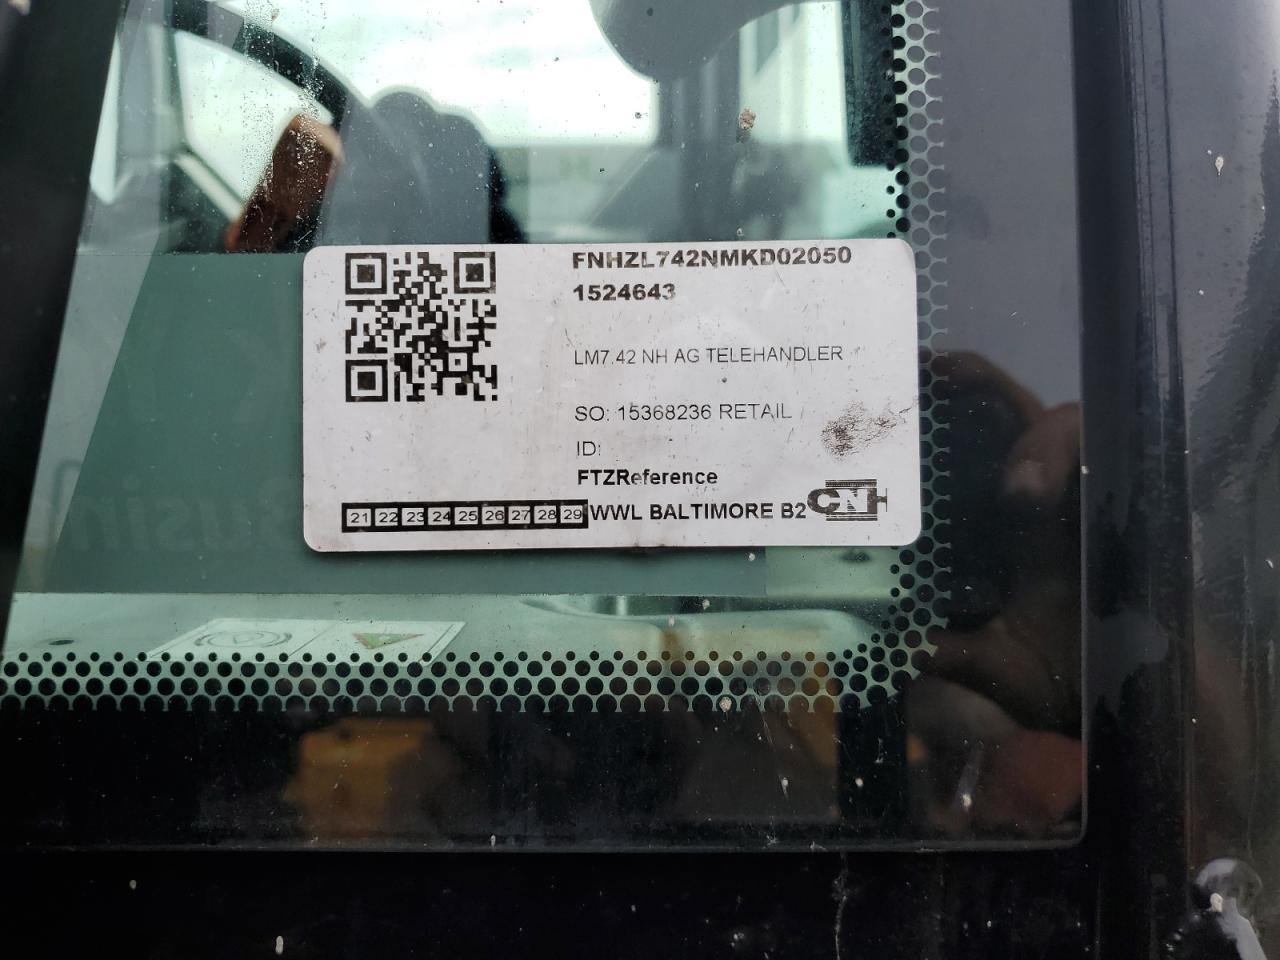 FNHZL742NMKD02050
1524643
LM7.42 NH AG TELEHANDLER
SO: 15368236 RETAIL
ID:
FTZReference
21 22 23 24 25 26 27 28 29 WWL BALTIMORE B2 CNH